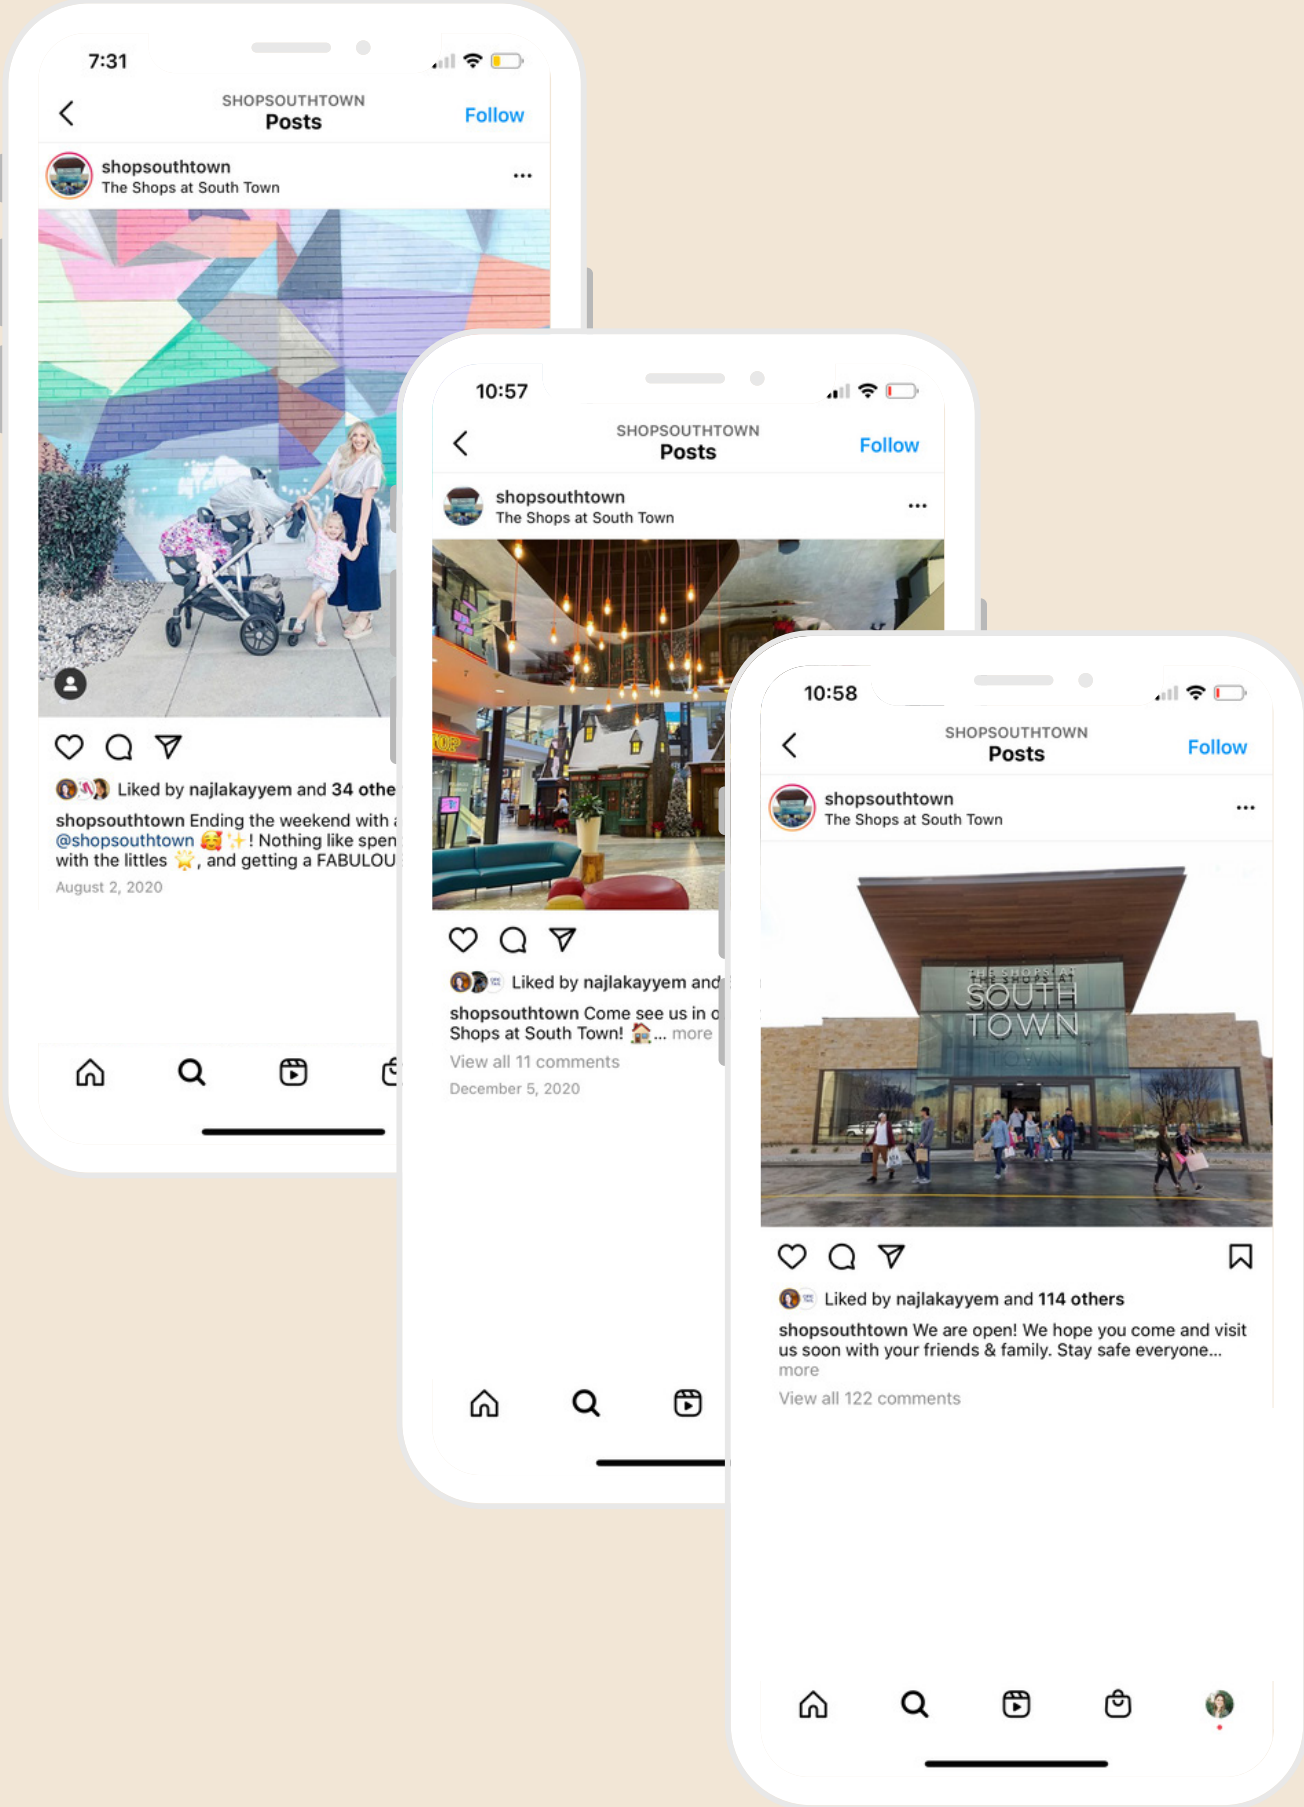 7:31
SHOPSOUTHTOWN
Posts
Follow
shopsouthtown
The Shops at South Town
Liked by najlakayyem and 34 othe
shopsouthtown Ending the weekend with
@shopsouthtown 🥰✨! Nothing like spen
with the littles 🌟, and getting a FABULOU
August 2, 2020
10:57
SHOPSOUTHTOWN
Posts
Follow
shopsouthtown
The Shops at South Town
TOP
Liked by najlakayyem and
shopsouthtown Come see us in o
Shops at South Town! 🏠... more
View all 11 comments
December 5, 2020
10:58
SHOPSOUTHTOWN
Posts
Follow
shopsouthtown
The Shops at South Town
THE SHOPS AT
SOUTH
TOWN
Liked by najlakayyem and 114 others
shopsouthtown We are open! We hope you come and visit
us soon with your friends & family. Stay safe everyone...
more
View all 122 comments